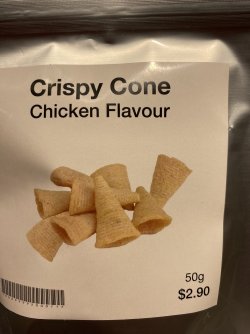 Crispy Cone
Chicken Flavour
50g
$2.90